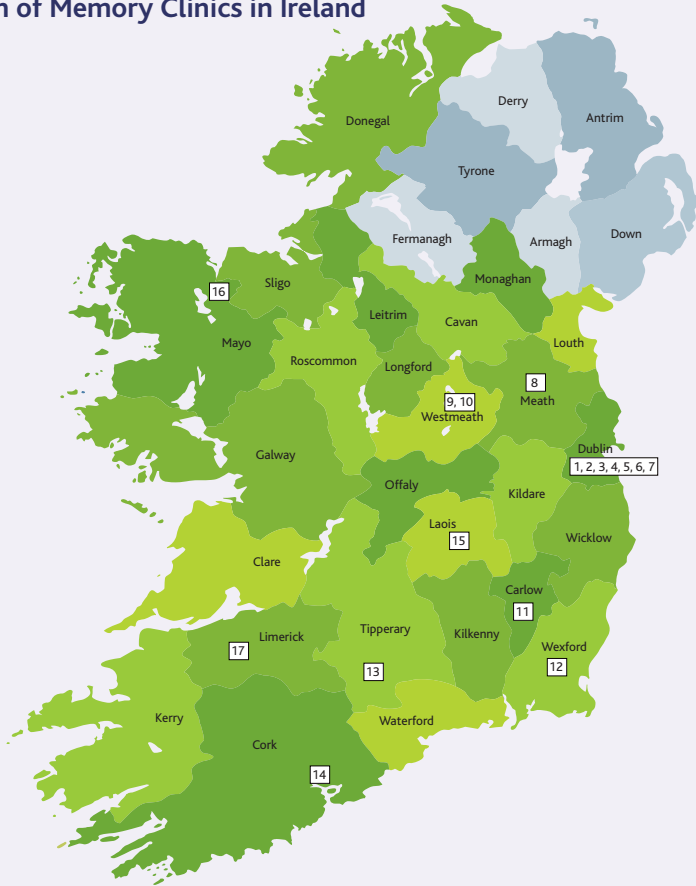 n of Memory Clinics in Ireland
Derry
Antrim
Donegal
Tyrone
Down
Fermanagh
Armagh
Monaghan
Sligo
16
Leitrim
Cavan
Mayo
Louth
Roscommon
Longford
8
Meath
9, 10
Westmeath
Dublin
1, 2, 3, 4, 5, 6, 7
Galway
Offaly
Kildare
Laois
15
Wicklow
Clare
Carlow
11
Tipperary
Kilkenny
Limerick
17
Wexford
12
13
Kerry
Waterford
Cork
14